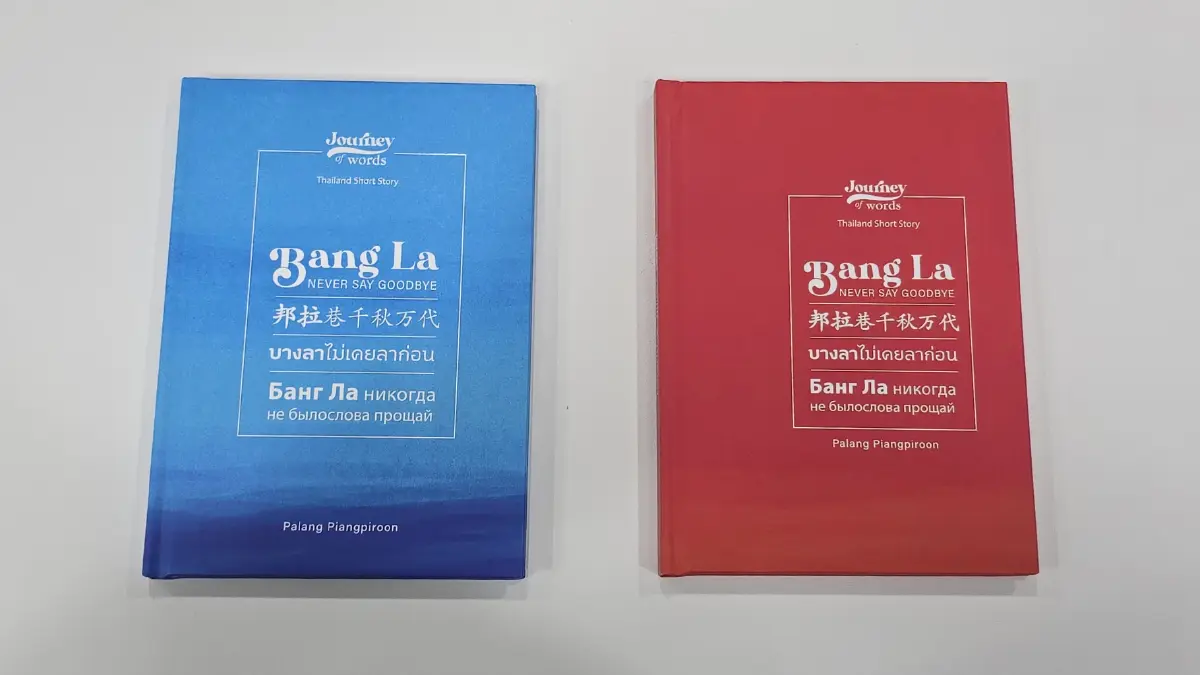 Journey
of words
Thailand Short Story
Bang La
NEVER SAY GOODBYE
邦拉巷千秋万代
บางลาไม่เคยลาก่อน
Банг Ла никогда
не былослова прощай
Palang Piangpiroon
Journey
of words
Thailand Short Story
Bang La
NEVER SAY GOODBYE
邦拉巷千秋万代
บางลาไม่เคยลาก่อน
Банг Ла никогда
не былослова прощай
Palang Piangpiroon